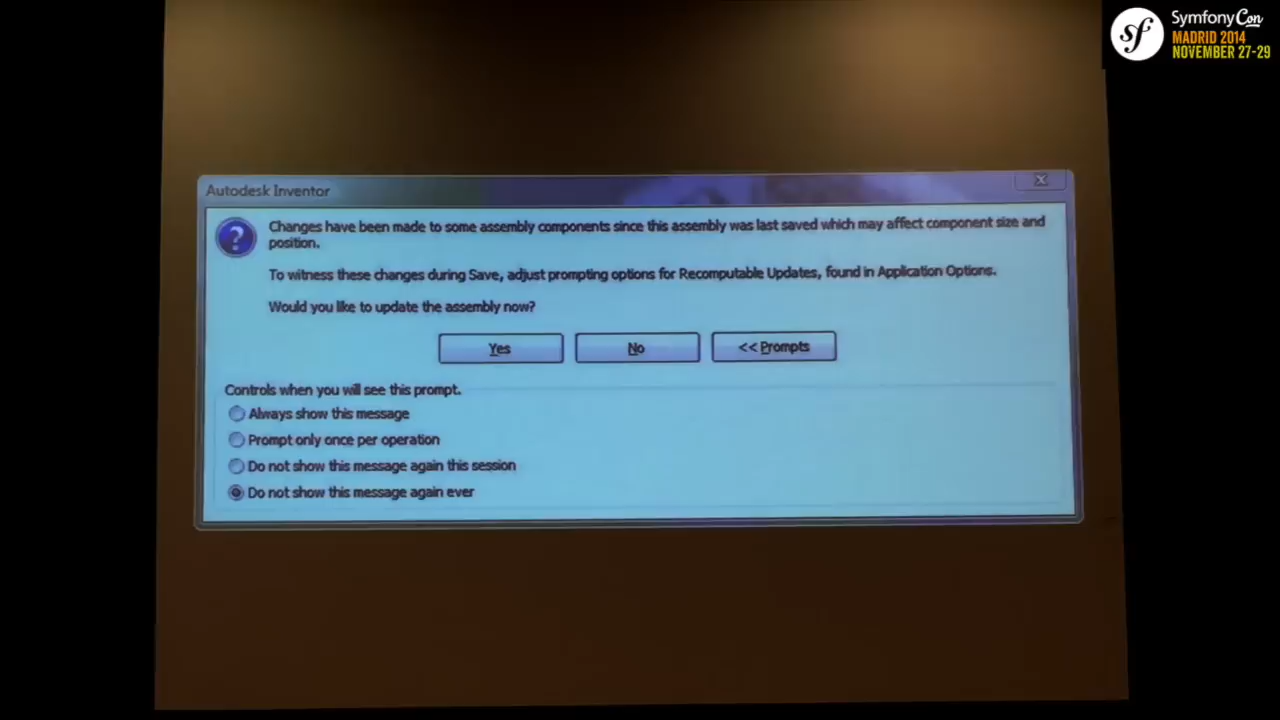 SymfonyCon
MADRID 2014
NOVEMBER 27-29
Autodesk Inventor
Changes have been made to some assembly components since this assembly was last saved which may affect component size and
position.
To witness these changes during Save, adjust prompting options for Recomputable Updates, found in Application Options.
Would you like to update the assembly now?
Yes No << Prompts
Controls when you will see this prompt.
Always show this message
Prompt only once per operation
Do not show this message again this session
Do not show this message again ever